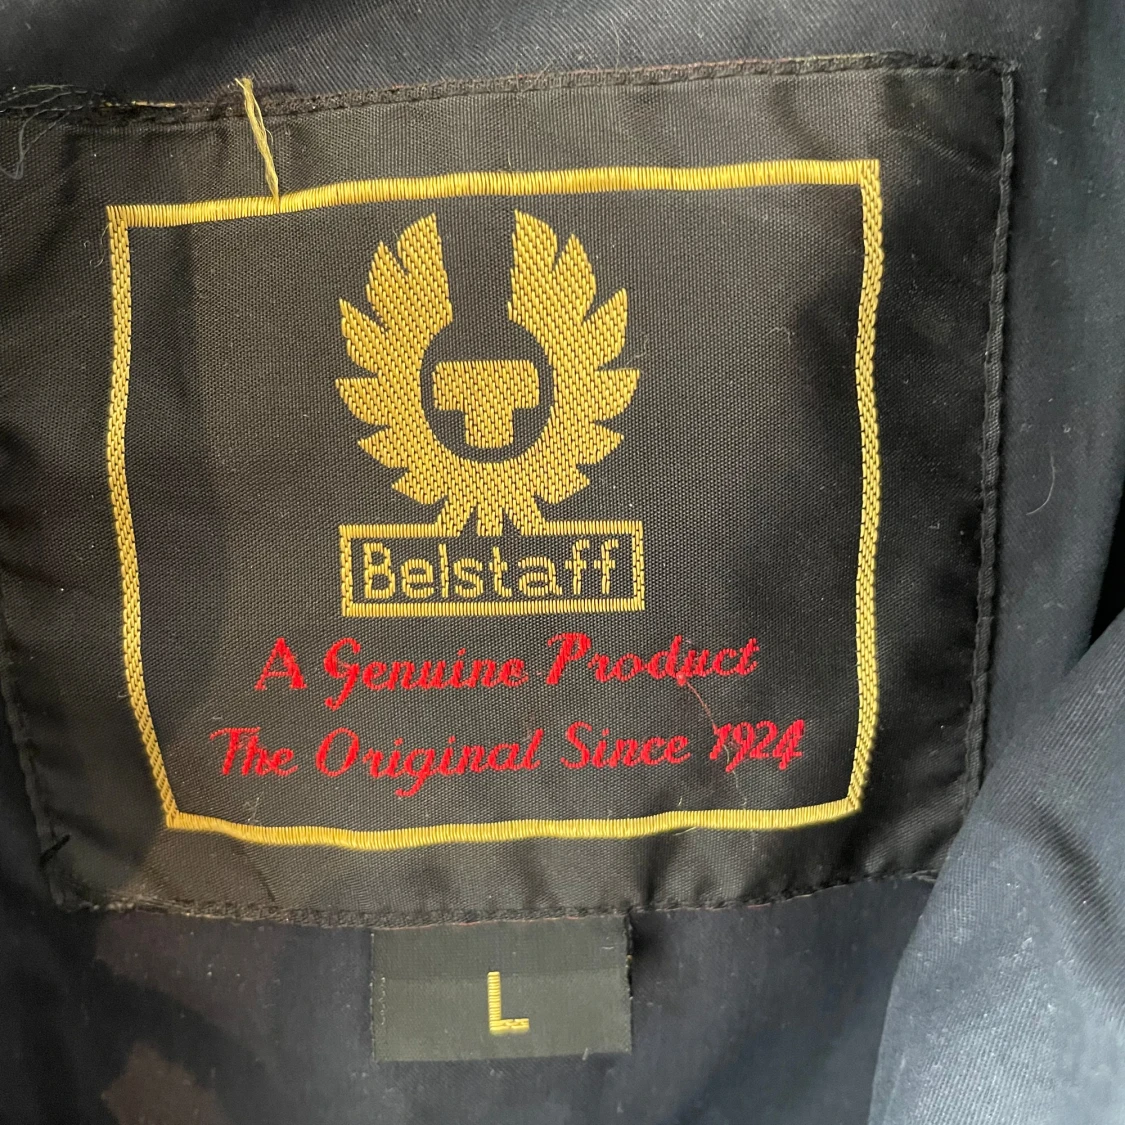 Belstaff
A Genuine Product
The Original Since 1924
L